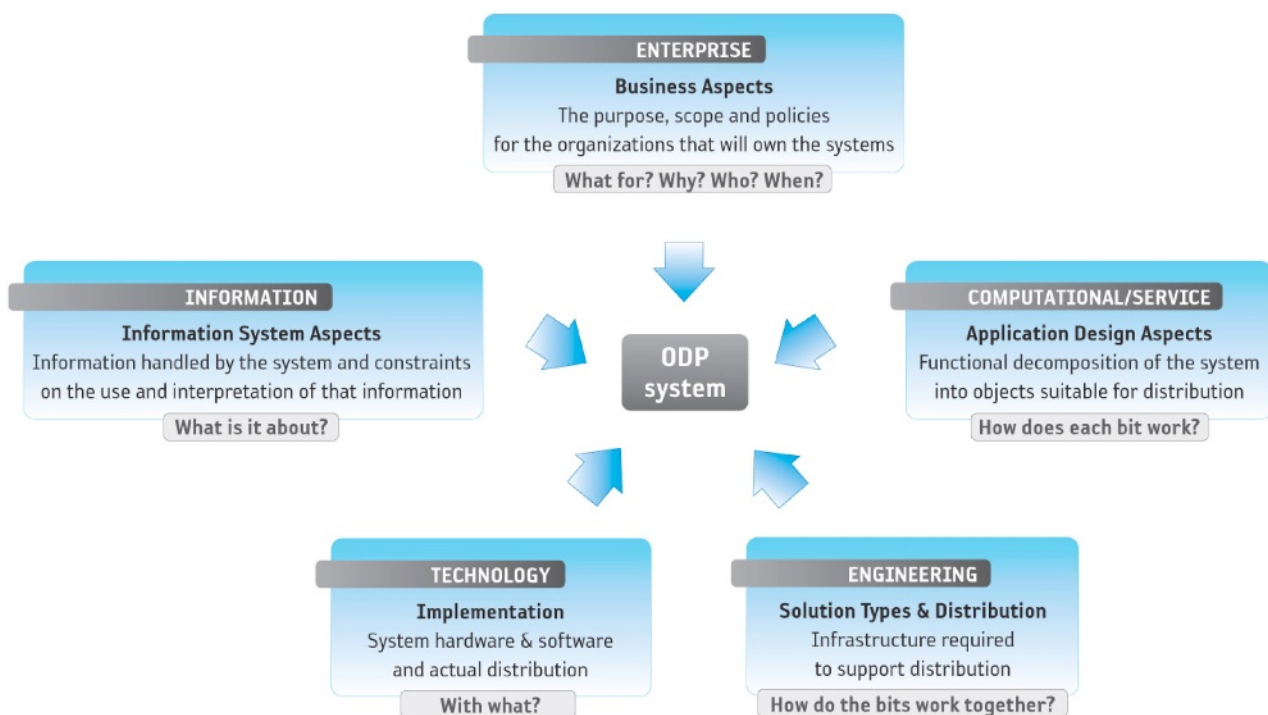 ENTERPRISE
Business Aspects
The purpose, scope and policies
for the organizations that will own the systems
What for? Why? Who? When?
INFORMATION
Information System Aspects
Information handled by the system and constraints
on the use and interpretation of that information
What is it about?
ODP
system
COMPUTATIONAL/SERVICE
Application Design Aspects
Functional decomposition of the system
into objects suitable for distribution
How does each bit work?
TECHNOLOGY
Implementation
System hardware & software
and actual distribution
With what?
ENGINEERING
Solution Types & Distribution
Infrastructure required
to support distribution
How do the bits work together?